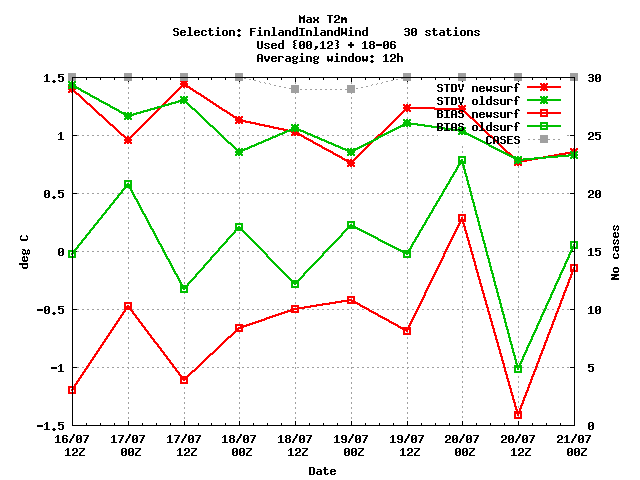 Max T2m
Selection: FinlandInlandWind     30 stations
Used {00,12} + 18-06
Averaging window: 12h
1.5
1
0.5
0
-0.5
-1
-1.5
deg C
30
25
20
15
10
5
0
No cases
STDV newsurf
STDV oldsurf
BIAS newsurf
BIAS oldsurf
CASES
16/07 17/07 17/07 18/07 18/07 19/07 19/07 20/07 20/07 21/07
12Z 00Z 12Z 00Z 12Z 00Z 12Z 00Z 12Z 00Z
Date